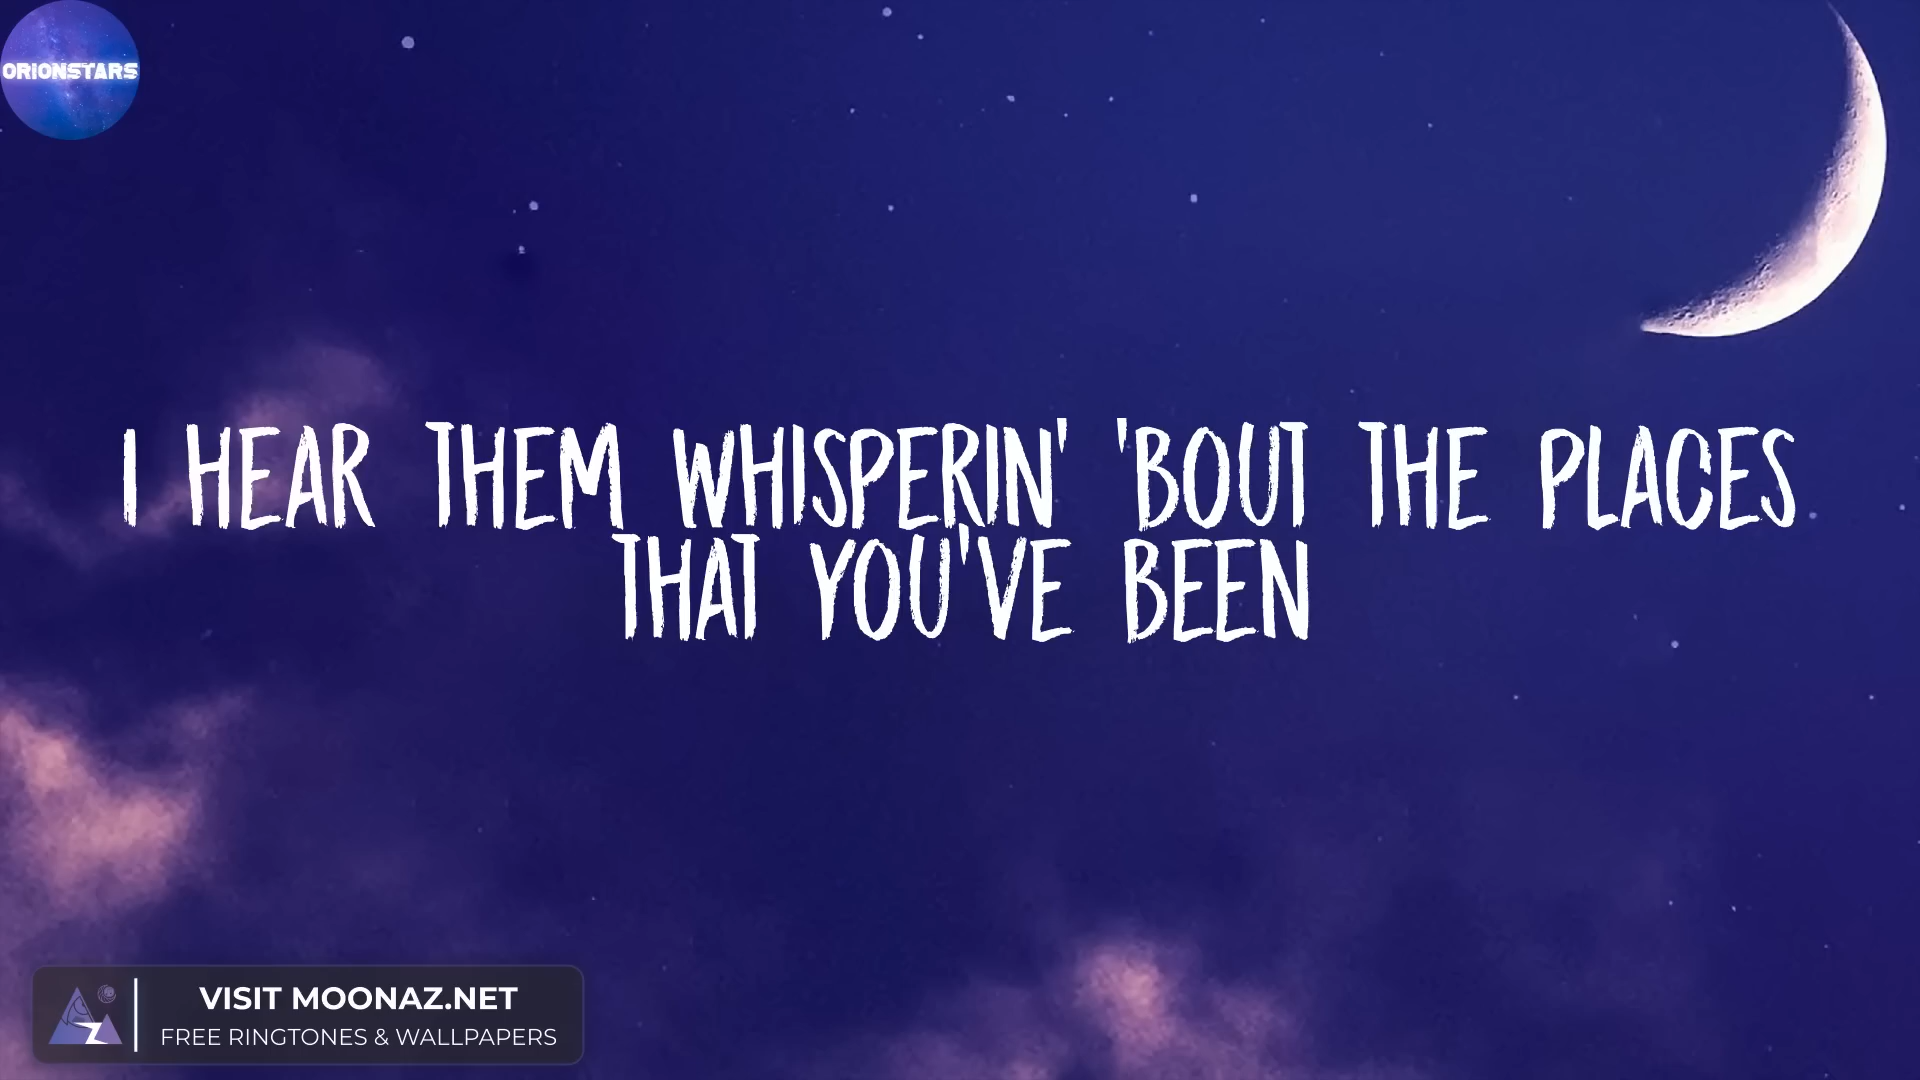 ORIONSTARS
I HEAR THEM WHISPERIN' 'BOUT THE PLACES
THAT YOU'VE BEEN
VISIT MOONAZ.NET
FREE RINGTONES & WALLPAPERS